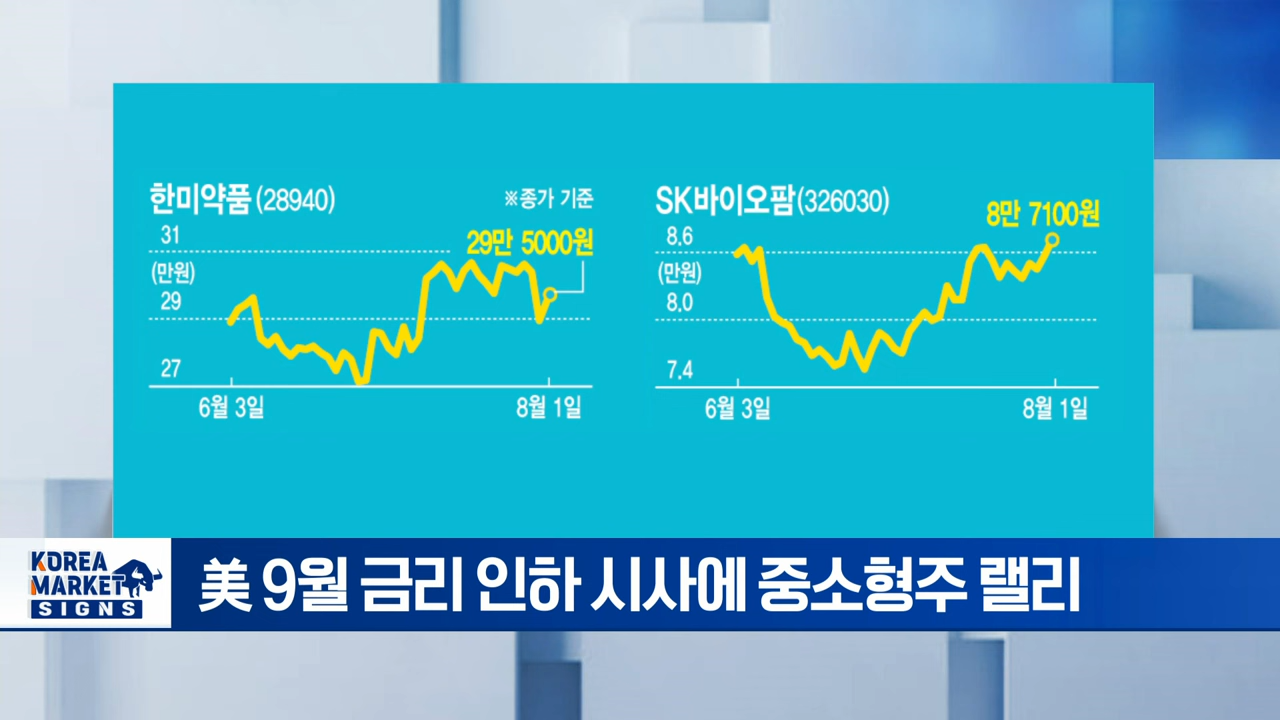 한미약품 (28940)
※종가 기준
29만 5000원
31
(만원)
29
27
6월 3일
8월 1일
SK바이오팜(326030)
8만 7100원
8.6
(만원)
8.0
7.4
6월 3일
8월 1일
KOREA
MARKET
SIGNS
美 9월 금리 인하 시사에 중소형주 랠리